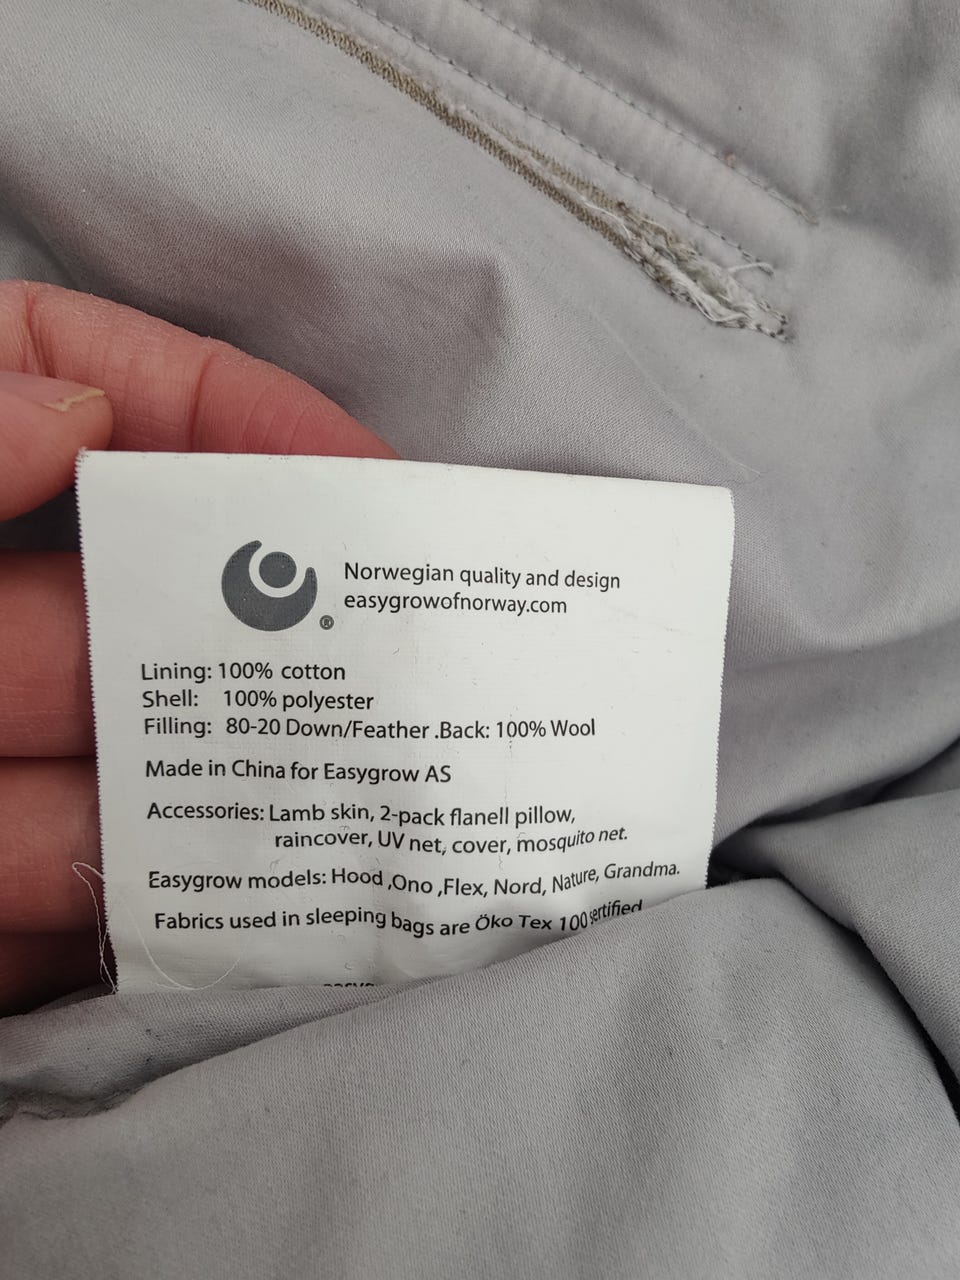 Norwegian quality and design
easygrowofnorway.com
®
Lining: 100% cotton
Shell: 100% polyester
Filling: 80-20 Down/Feather .Back: 100% Wool
Made in China for Easygrow AS
Accessories: Lamb skin, 2-pack flanell pillow,
raincover, UV net, cover, mosquito net.
Easygrow models: Hood ,Ono ,Flex, Nord, Nature, Grandma.
Fabrics used in sleeping bags are Öko Tex 100 sertified